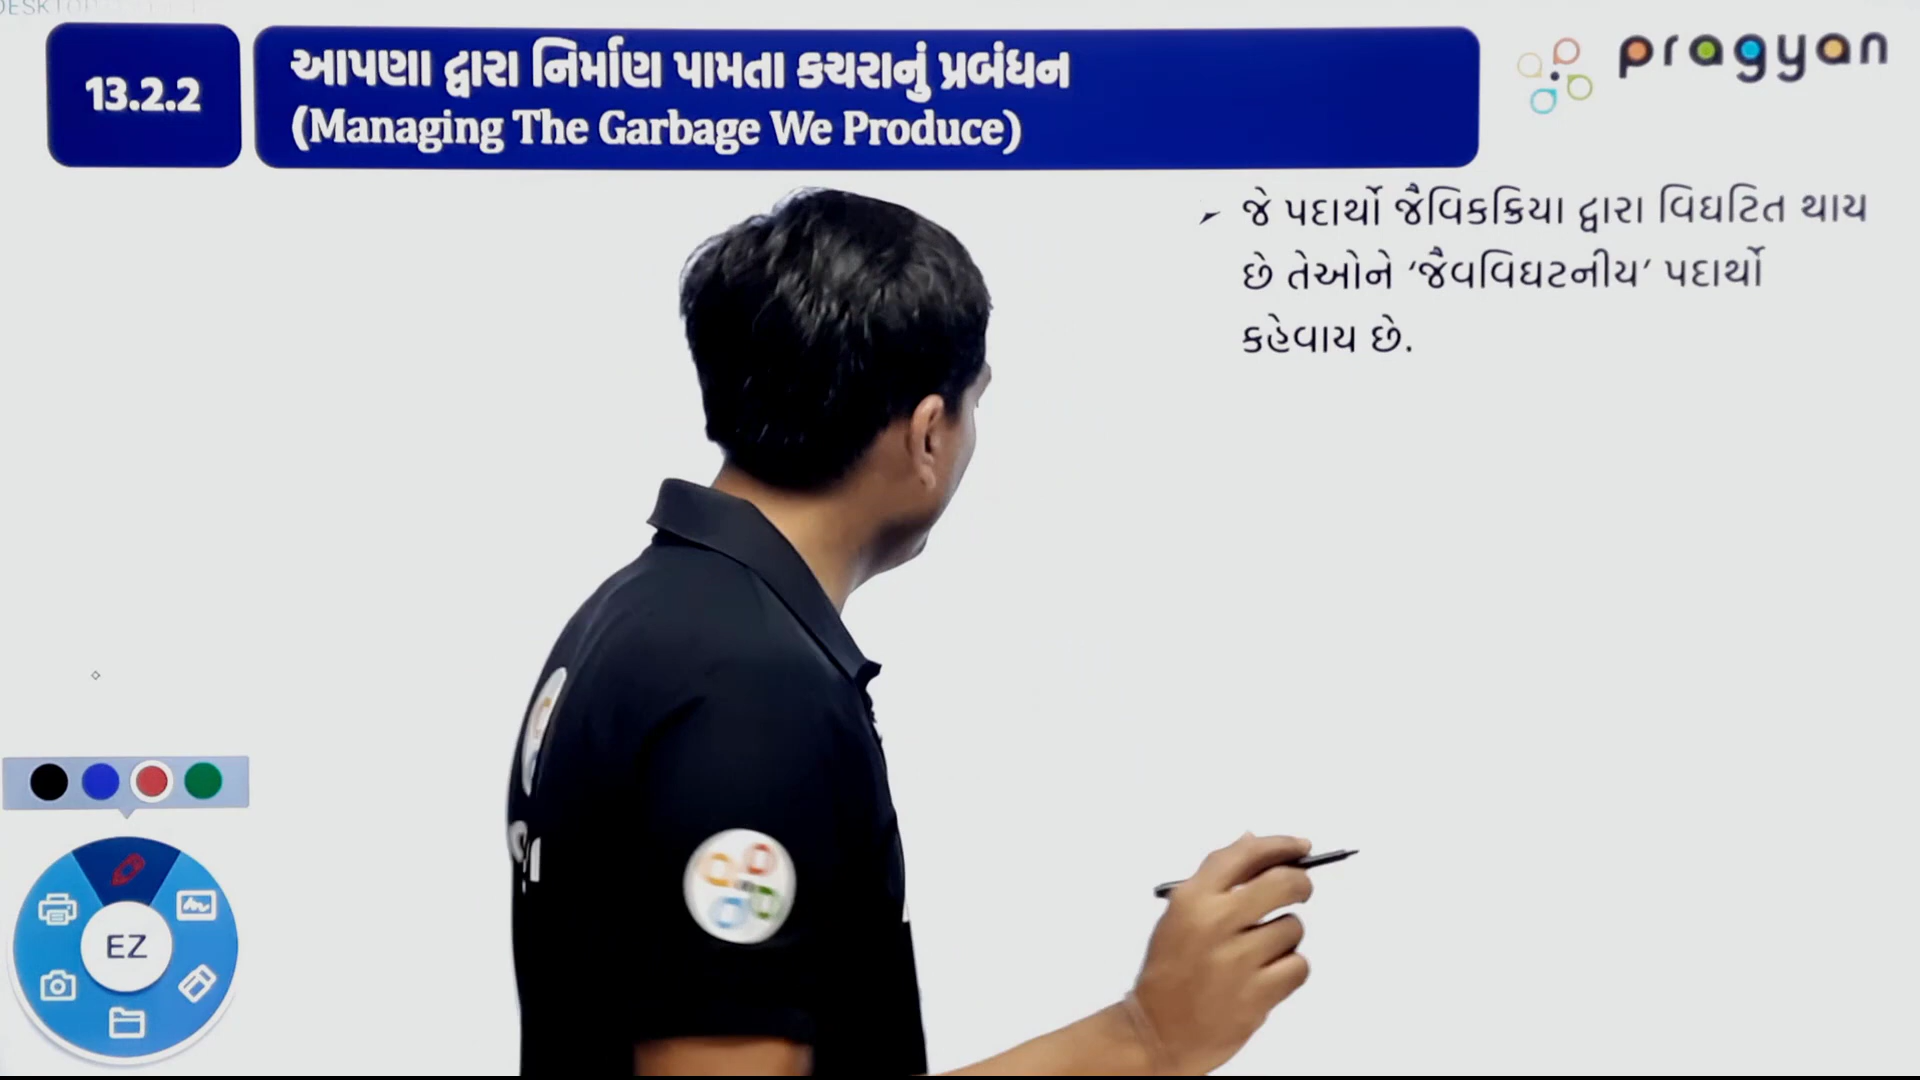 13.2.2
આપણા દ્વારા નિર્માણ પામતા કચરાનું પ્રબંધન
(Managing The Garbage We Produce)
pragyan
➤ જે પદાર્થો જૈવિકક્રિયા દ્વારા વિઘટિત થાય
છે તેઓને ‘જૈવવિઘટનીય’ પદાર્થો
કહેવાય છે.
EZ